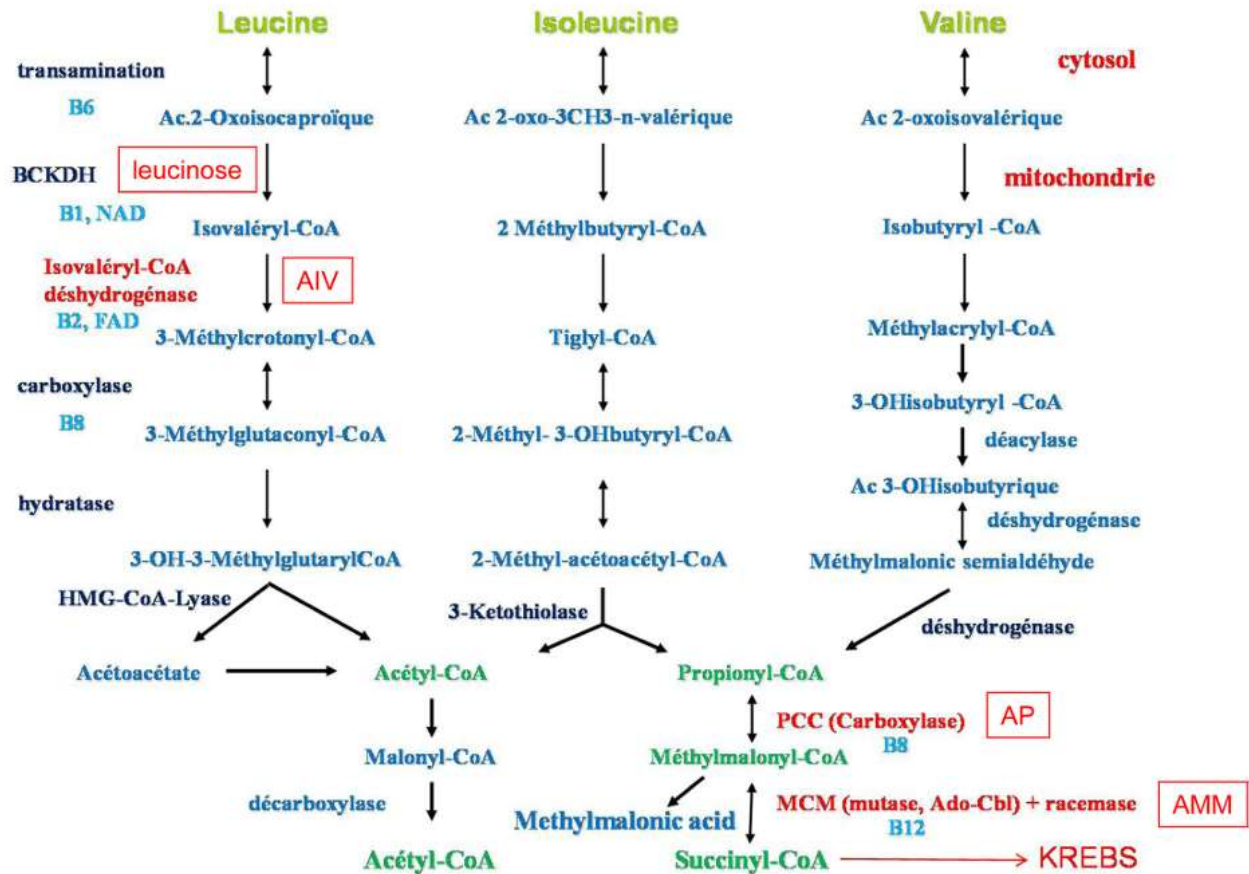 Leucine Isoleucine Valine
transamination cytosol
B6
Ac.2-Oxoisocaproïque Ac 2-oxo-3CH3-n-valérique Ac 2-oxoisovalérique
BCKDH leucinose mitochondrie
B1, NAD
Isovaléryl-CoA 2 Méthylbutyryl-CoA Isobutyryl -CoA
Isovaléryl-CoA
déshydrogénase AIV
B2, FAD
3-Méthylcrotonyl-CoA Tiglyl-CoA Méthylacrylyl-CoA
carboxylase
B8
3-OHisobutyryl -CoA
3-Méthylglutaconyl-CoA 2-Méthyl- 3-OHbutyryl-CoA
déacylase
Ac 3-OHisobutyrique
hydratase
déshydrogénase
3-OH-3-MéthylglutarylCoA 2-Méthyl-acétoacétyl-CoA Méthylmalonic semialdéhyde
HMG-CoA-Lyase 3-Ketothiolase déshydrogénase
Acétoacétate Acétyl-CoA Propionyl-CoA
PCC (Carboxylase) AP
B8
Malonyl-CoA Méthylmalonyl-CoA
décarboxylase
MCM (mutase, Ado-Cbl) + racemase AMM
B12
Methylmalonic acid
Acétyl-CoA Succinyl-CoA KREBS